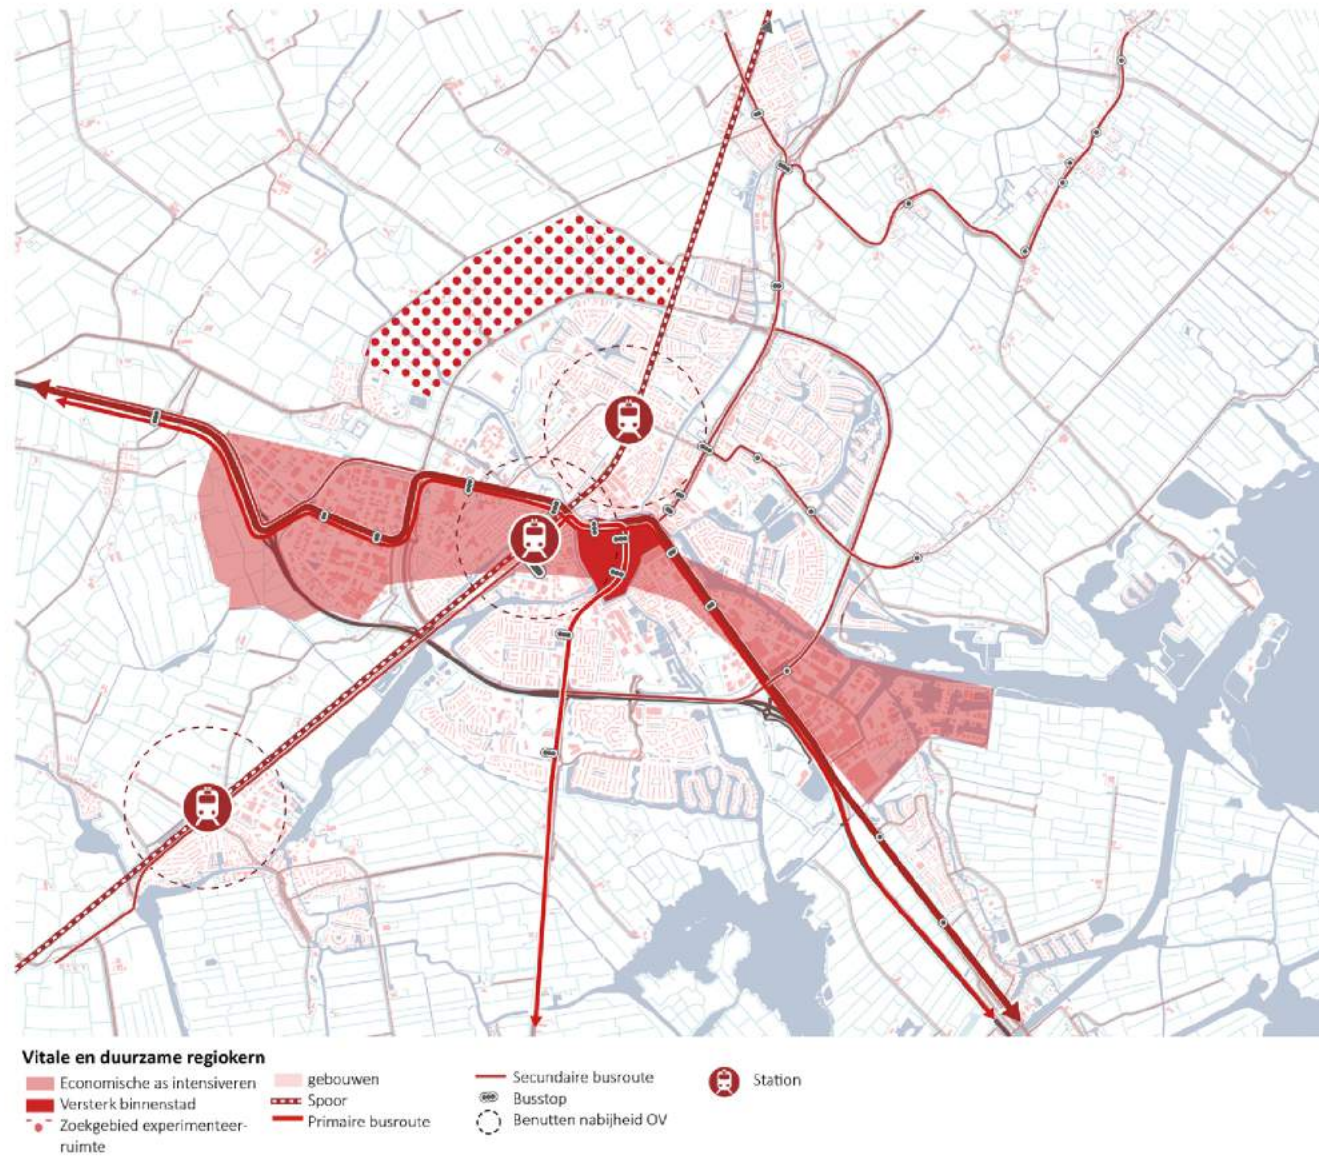 Vitale en duurzame regiokern
Economische as intensiveren
Versterk binnenstad
Zoekgebied experimenteer-
ruimte
gebouwen
Spoor
Primaire busroute
Secundaire busroute
Busstop
Benutten nabijheid OV
Station